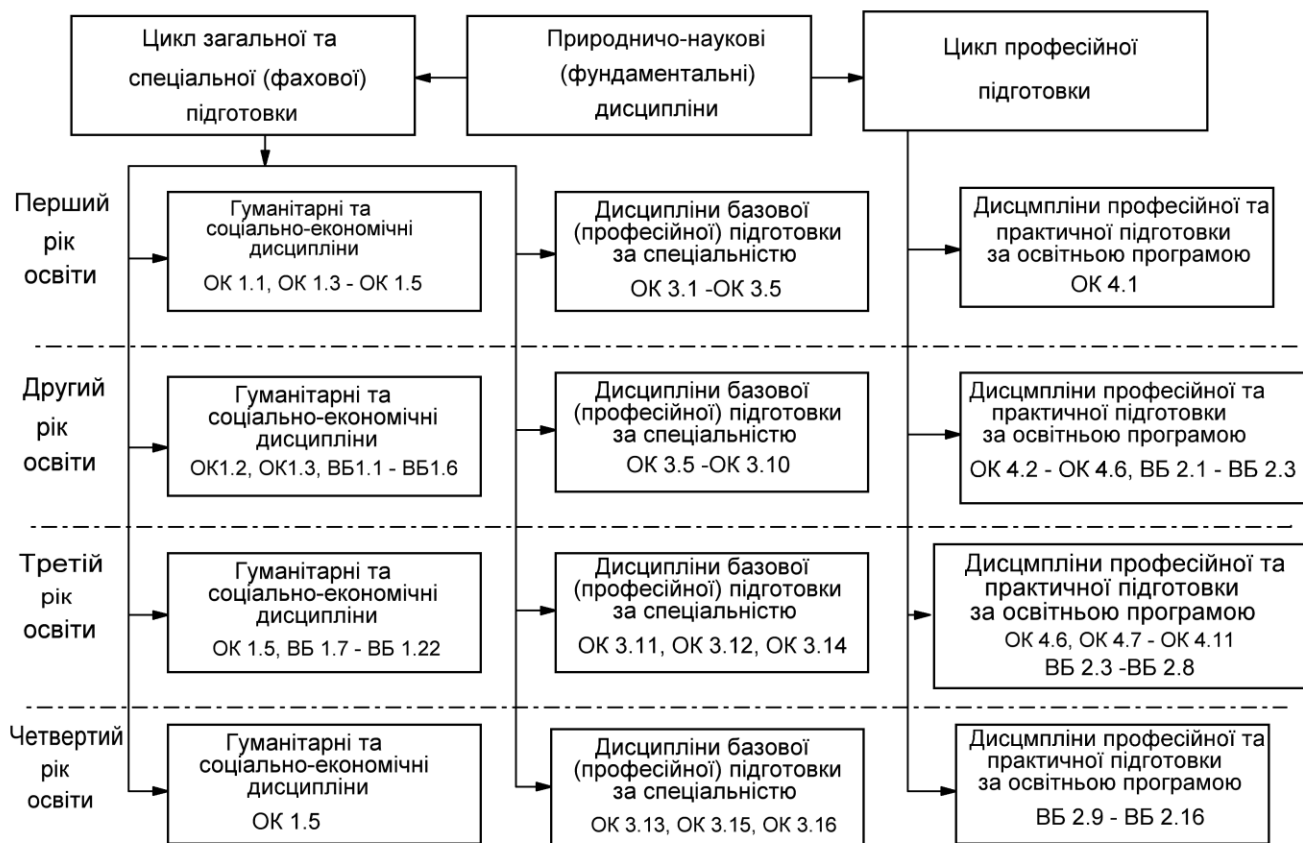 Цикл загальної та
спеціальної (фахової)
підготовки
Природничо-наукові
(фундаментальні)
дисципліни
Цикл професійної
підготовки
Перший
рік
освіти
Гуманітарні та
соціально-економічні
дисципліни
ОК 1.1, ОК 1.3 - ОК 1.5
Дисципліни базової
(професійної) підготовки
за спеціальністю
ОК 3.1 -ОК 3.5
Дисцмпліни професійної та
практичної підготовки
за освітньою програмою
ОК 4.1
Другий
рік
освіти
Гуманітарні та
соціально-економічні
дисципліни
ОК1.2, ОК1.3, ВБ1.1 - ВБ1.6
Дисципліни базової
(професійної) підготовки
за спеціальністю
ОК 3.5 -ОК 3.10
Дисцмпліни професійної та
практичної підготовки
за освітньою програмою
ОК 4.2 - ОК 4.6, ВБ 2.1 - ВБ 2.3
Третій
рік
освіти
Гуманітарні та
соціально-економічні
дисципліни
ОК 1.5, ВБ 1.7 - ВБ 1.22
Дисципліни базової
(професійної) підготовки
за спеціальністю
ОК 3.11, ОК 3.12, ОК 3.14
Дисцмпліни професійної та
практичної підготовки
за освітньою програмою
ОК 4.6, ОК 4.7 - ОК 4.11
ВБ 2.3 -ВБ 2.8
Четвертий
рік
освіти
Гуманітарні та
соціально-економічні
дисципліни
ОК 1.5
Дисципліни базової
(професійної) підготовки
за спеціальністю
ОК 3.13, ОК 3.15, ОК 3.16
Дисцмпліни професійної та
практичної підготовки
за освітньою програмою
ВБ 2.9 - ВБ 2.16